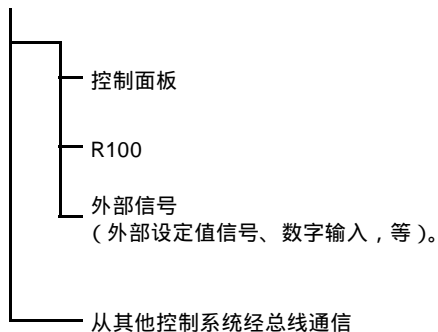 控制面板
R100
外部信号
(外部设定值信号、数字输入,等)。
从其他控制系统经总线通信